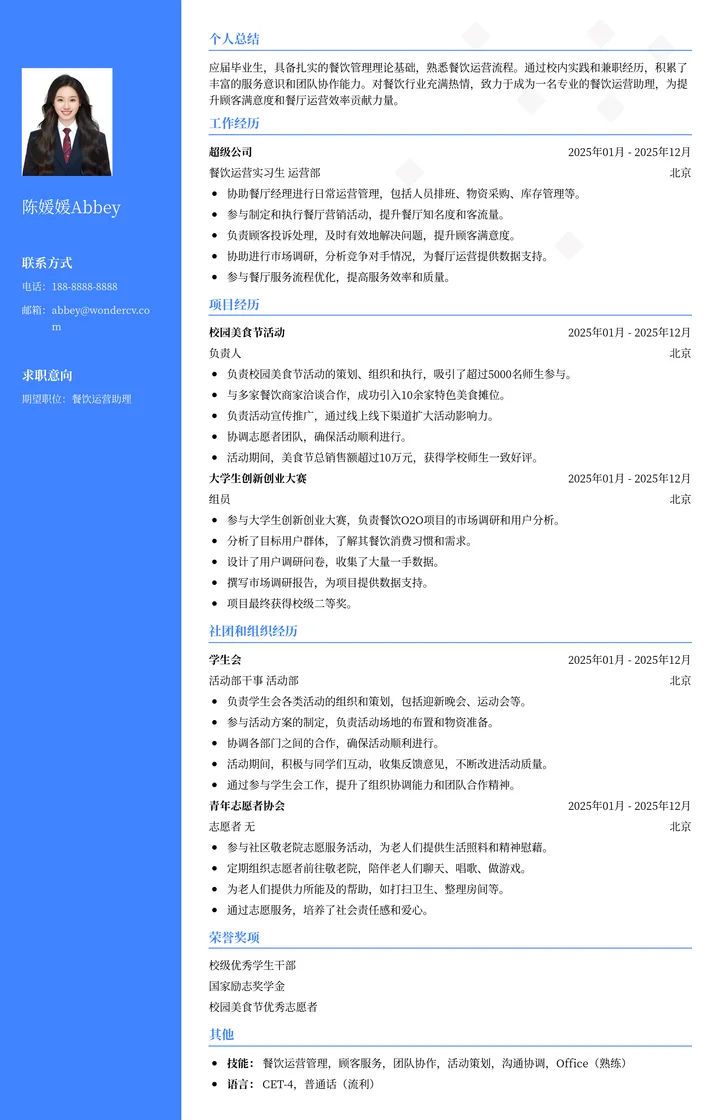 陈媛媛Abbey
联系方式
电话：188-8888-8888
邮箱：abbey@wondercv.co
m
求职意向
期望职位：餐饮运营助理
个人总结
应届毕业生，具备扎实的餐饮管理理论基础，熟悉餐饮运营流程。通过校内实践和兼职经历，积累了
丰富的服务意识和团队协作能力。对餐饮行业充满热情，致力于成为一名专业的餐饮运营助理，为提
升顾客满意度和餐厅运营效率贡献力量。
工作经历
超级公司 2025年01月 - 2025年12月
餐饮运营实习生 运营部 北京
• 协助餐厅经理进行日常运营管理，包括人员排班、物资采购、库存管理等。
• 参与制定和执行餐厅营销活动，提升餐厅知名度和客流量。
• 负责顾客投诉处理，及时有效地解决问题，提升顾客满意度。
• 协助进行市场调研，分析竞争对手情况，为餐厅运营提供数据支持。
• 参与餐厅服务流程优化，提高服务效率和质量。
项目经历
校园美食节活动 2025年01月 - 2025年12月
负责人 北京
• 负责校园美食节活动的策划、组织和执行，吸引了超过5000名师生参与。
• 与多家餐饮商家洽谈合作，成功引入10余家特色美食摊位。
• 负责活动宣传推广，通过线上线下渠道扩大活动影响力。
• 协调志愿者团队，确保活动顺利进行。
• 活动期间，美食节总销售额超过10万元，获得学校师生一致好评。
大学生创新创业大赛 2025年01月 - 2025年12月
组员 北京
• 参与大学生创新创业大赛，负责餐饮O2O项目的市场调研和用户分析。
• 分析了目标用户群体，了解其餐饮消费习惯和需求。
• 设计了用户调研问卷，收集了大量一手数据。
• 撰写市场调研报告，为项目提供数据支持。
• 项目最终获得校级二等奖。
社团和组织经历
学生会 2025年01月 - 2025年12月
活动部干事 活动部 北京
• 负责学生会各类活动的组织和策划，包括迎新晚会、运动会等。
• 参与活动方案的制定，负责活动场地的布置和物资准备。
• 协调各部门之间的合作，确保活动顺利进行。
• 活动期间，积极与同学们互动，收集反馈意见，不断改进活动质量。
• 通过参与学生会工作，提升了组织协调能力和团队合作精神。
青年志愿者协会 2025年01月 - 2025年12月
志愿者 无 北京
• 参与社区敬老院志愿服务活动，为老人们提供生活照料和精神慰藉。
• 定期组织志愿者前往敬老院，陪伴老人们聊天、唱歌、做游戏。
• 为老人们提供力所能及的帮助，如打扫卫生、整理房间等。
• 通过志愿服务，培养了社会责任感和爱心。
荣誉奖项
校级优秀学生干部
国家励志奖学金
校园美食节优秀志愿者
其他
• 技能： 餐饮运营管理，顾客服务，团队协作，活动策划，沟通协调，Office（熟练）
• 语言： CET-4，普通话（流利）